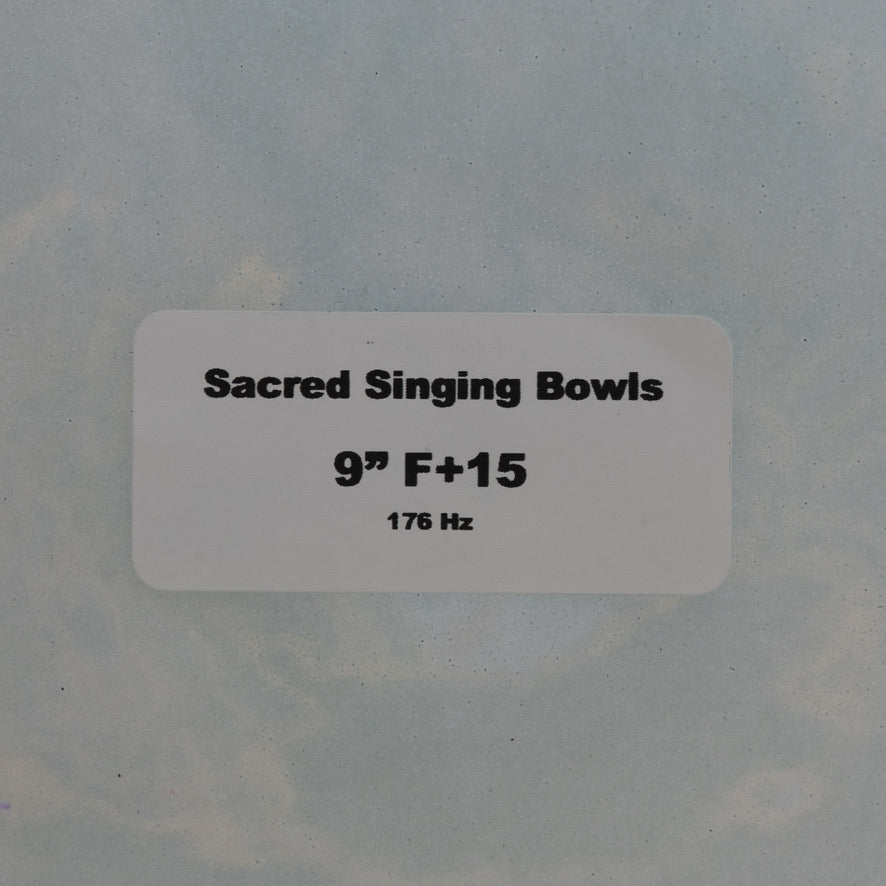 Sacred Singing Bowls
9” F+15
176 Hz